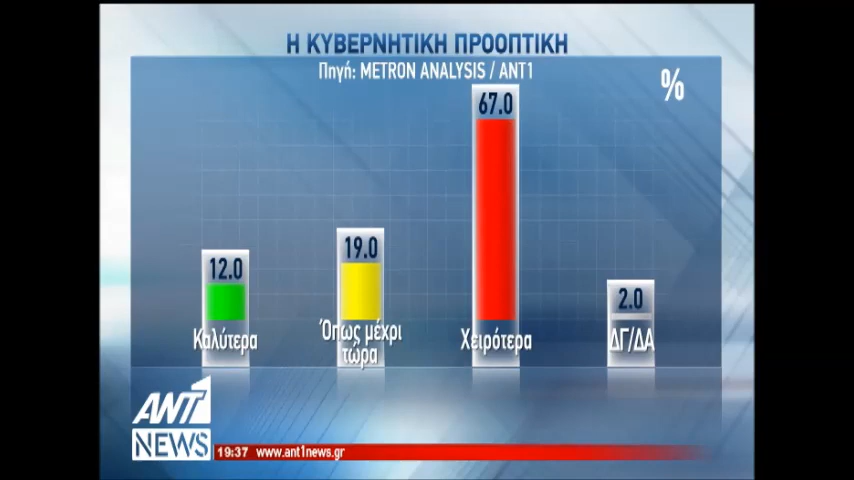 Η ΚΥΒΕΡΝΗΤΙΚΗ ΠΡΟΟΠΤΙΚΗ
Πηγή: METRON ANALYSIS / ΑΝΤ1
%
12.0
19.0
67.0
2.0
Καλύτερα
Όπως μέχρι
τώρα
Χειρότερα
ΔΓ/ΔΑ
ANT1
NEWS
19:37 www.ant1news.gr